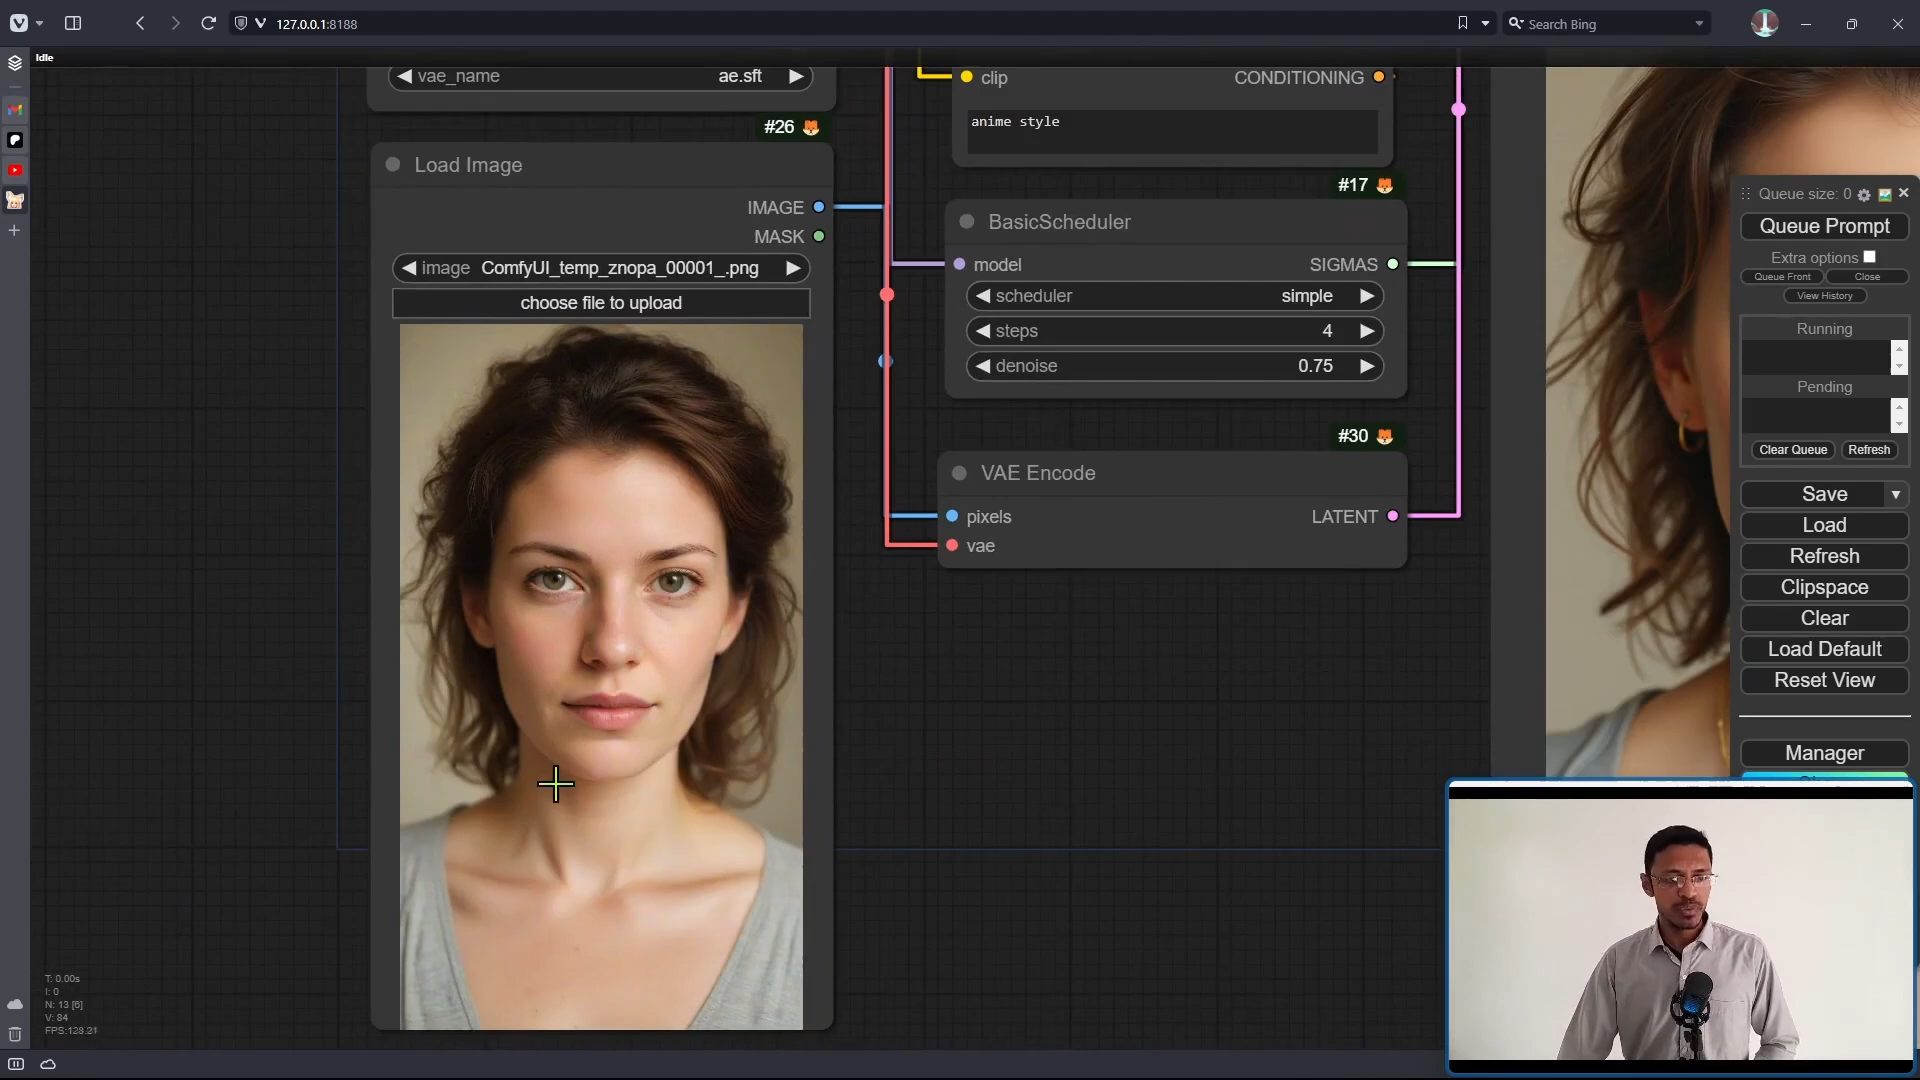 127.0.0.1:8188
Search Bing
Idle
vae_name ae.sft
#26
Load Image
IMAGE
MASK
image ComfyUI_temp_znopa_00001_.png
choose file to upload
clip CONDITIONING
anime style
#17
BasicScheduler
model SIGMAS
scheduler simple
steps 4
denoise 0.75
#30
VAE Encode
pixels LATENT
vae
Queue size: 0
Queue Prompt
Extra options
Queue Front Close
View History
Running
Pending
Clear Queue Refresh
Save
Load
Refresh
Clipspace
Clear
Load Default
Reset View
Manager
T: 0.00s
I: 0
N: 13 [6]
V: 84
FPS:128.21